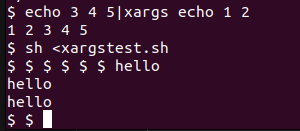 $ echo 3 4 5|xargs echo 1 2
1 2 3 4 5
$ sh <xargstest.sh
$ $ $ $ $ $ hello
hello
hello
$ $